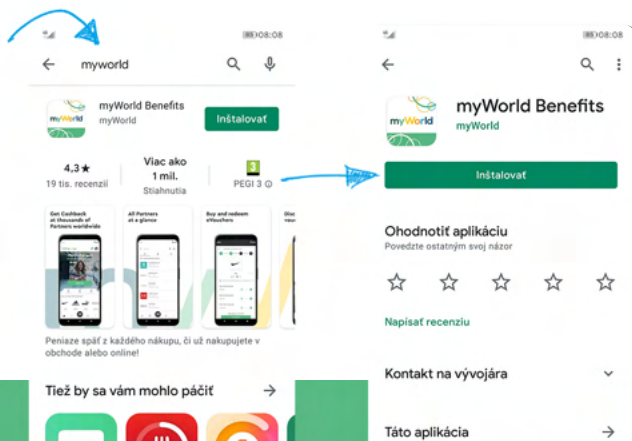 08:08
myworld
myWorld
myWorld Benefits
myWorld
Inštalovať
4,3★
19 tis. recenzií
Viac ako
1 mil.
Stiahnutia
3
PEGI 3
Get Cashback
at thousands of
Partners worldwide
All Partners
at a glance
Buy and redeem
eVouchers
Peniaze späť z každého nákupu, či už nakupujete v
obchode alebo online!
Tiež by sa vám mohlo páčiť
08:08
myWorld
myWorld Benefits
myWorld
Inštalovať
Ohodnotiť aplikáciu
Povedzte ostatným svoj názor
Napísať recenziu
Kontakt na vývojára
Táto aplikácia